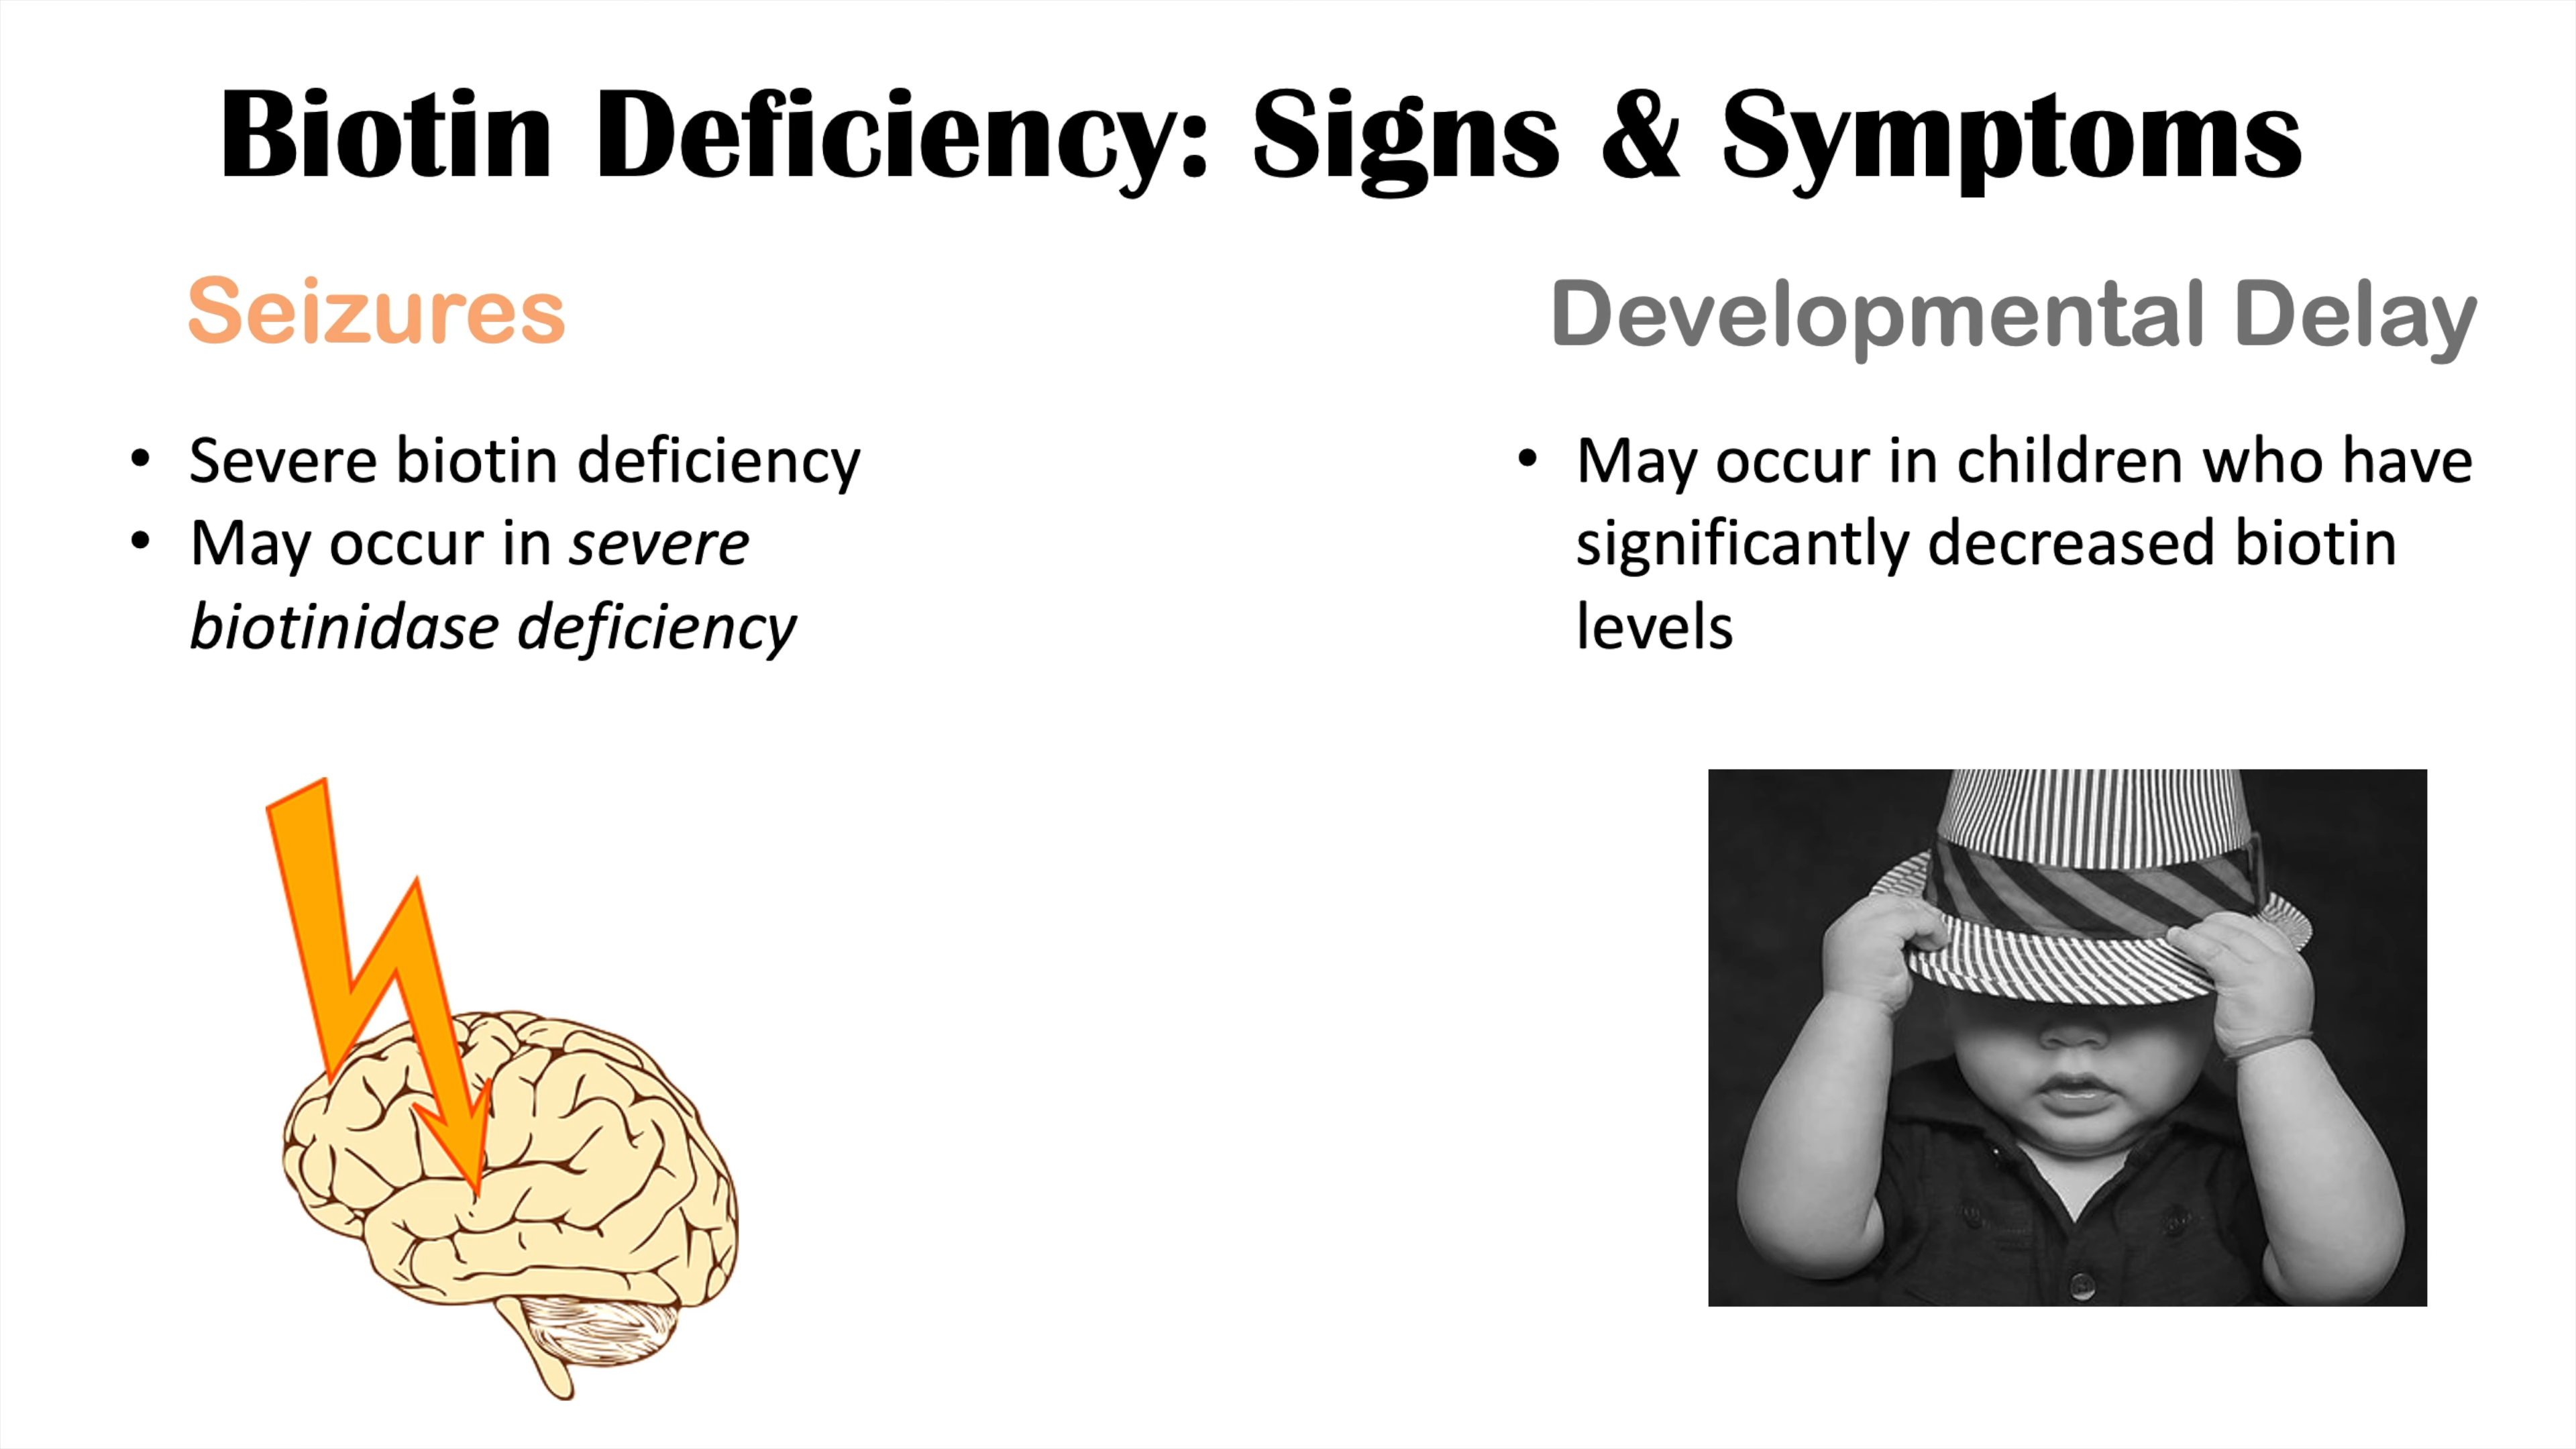 Biotin Deficiency: Signs & Symptoms
Seizures
• Severe biotin deficiency
• May occur in severe
biotinidase deficiency
Developmental Delay
• May occur in children who have
significantly decreased biotin
levels